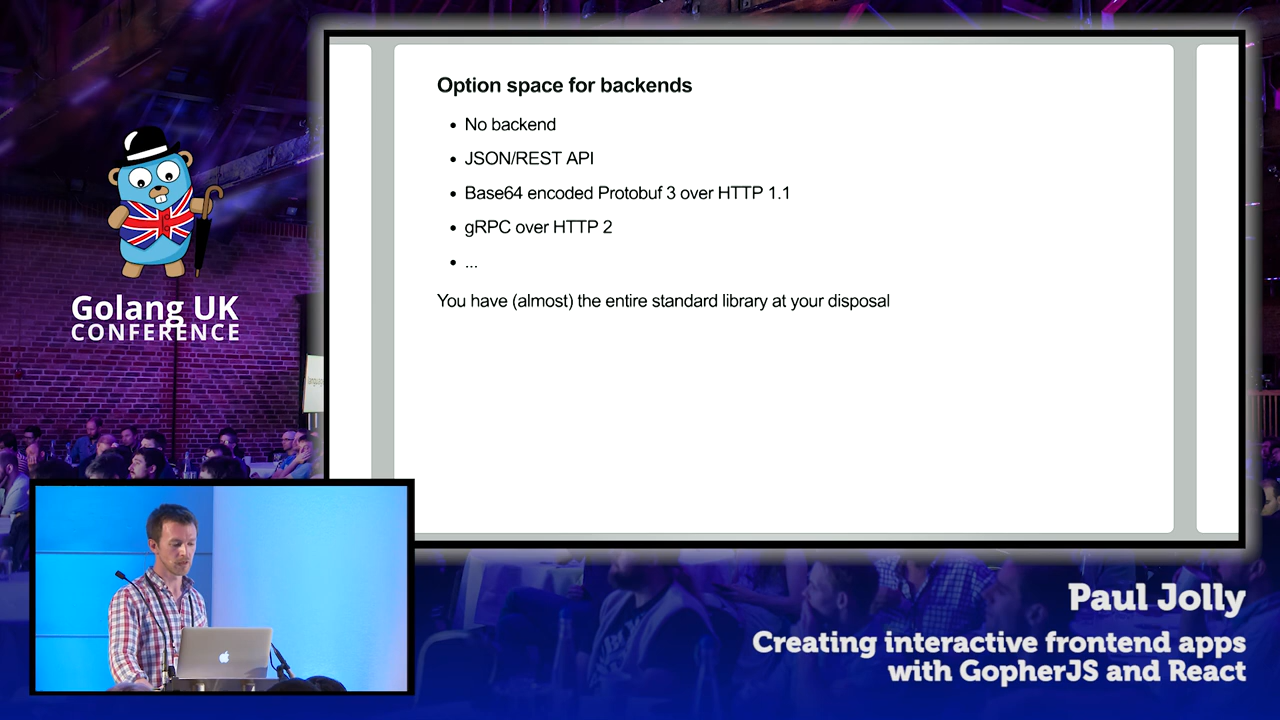 Option space for backends
• No backend
• JSON/REST API
• Base64 encoded Protobuf 3 over HTTP 1.1
• gRPC over HTTP 2
• ...
You have (almost) the entire standard library at your disposal
Golang UK
CONFERENCE
Paul Jolly
Creating interactive frontend apps
with GopherJS and React